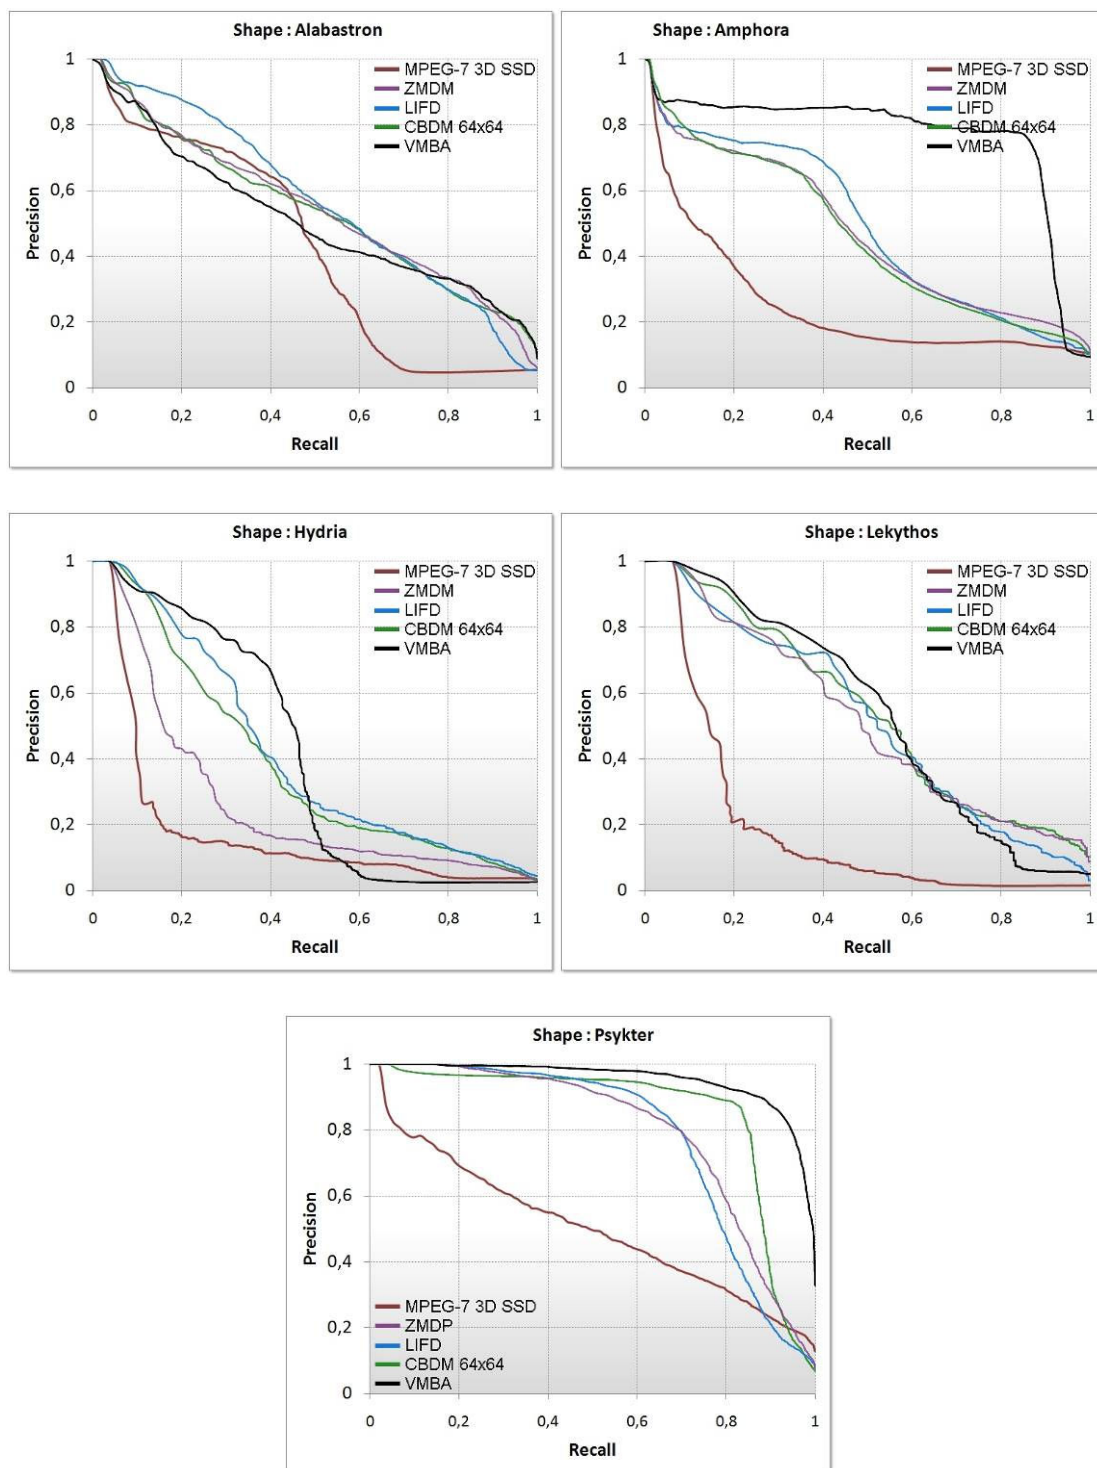 Shape : Alabastron
1
0,8
0,6
0,4
0,2
0
Precision
MPEG-7 3D SSD
ZMDM
LIFD
CBDM 64x64
VMBA
0 0,2 0,4 0,6 0,8 1
Recall
Shape : Amphora
1
0,8
0,6
0,4
0,2
0
Precision
MPEG-7 3D SSD
ZMDM
LIFD
CBDM 64x64
VMBA
0 0,2 0,4 0,6 0,8 1
Recall
Shape : Hydria
1
0,8
0,6
0,4
0,2
0
Precision
MPEG-7 3D SSD
ZMDM
LIFD
CBDM 64x64
VMBA
0 0,2 0,4 0,6 0,8 1
Recall
Shape : Lekythos
1
0,8
0,6
0,4
0,2
0
Precision
MPEG-7 3D SSD
ZMDM
LIFD
CBDM 64x64
VMBA
0 0,2 0,4 0,6 0,8 1
Recall
Shape : Psykter
1
0,8
0,6
0,4
0,2
0
Precision
MPEG-7 3D SSD
ZMDP
LIFD
CBDM 64x64
VMBA
0 0,2 0,4 0,6 0,8 1
Recall